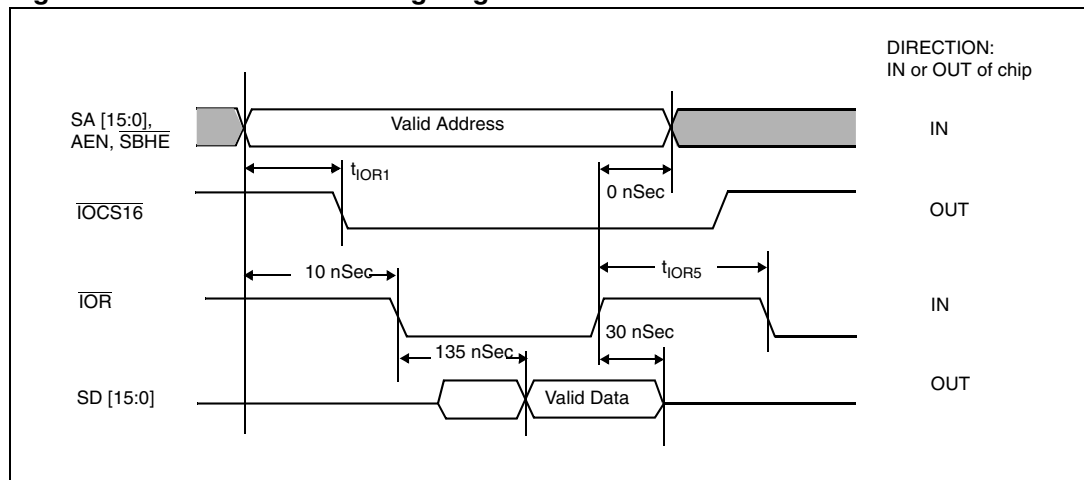 DIRECTION:
IN or OUT of chip
SA [15:0],
AEN, SBHE
Valid Address
IN
tIOR1
0 nSec
IOCS16
OUT
10 nSec
tIOR5
IOR
IN
30 nSec
135 nSec
SD [15:0]
Valid Data
OUT